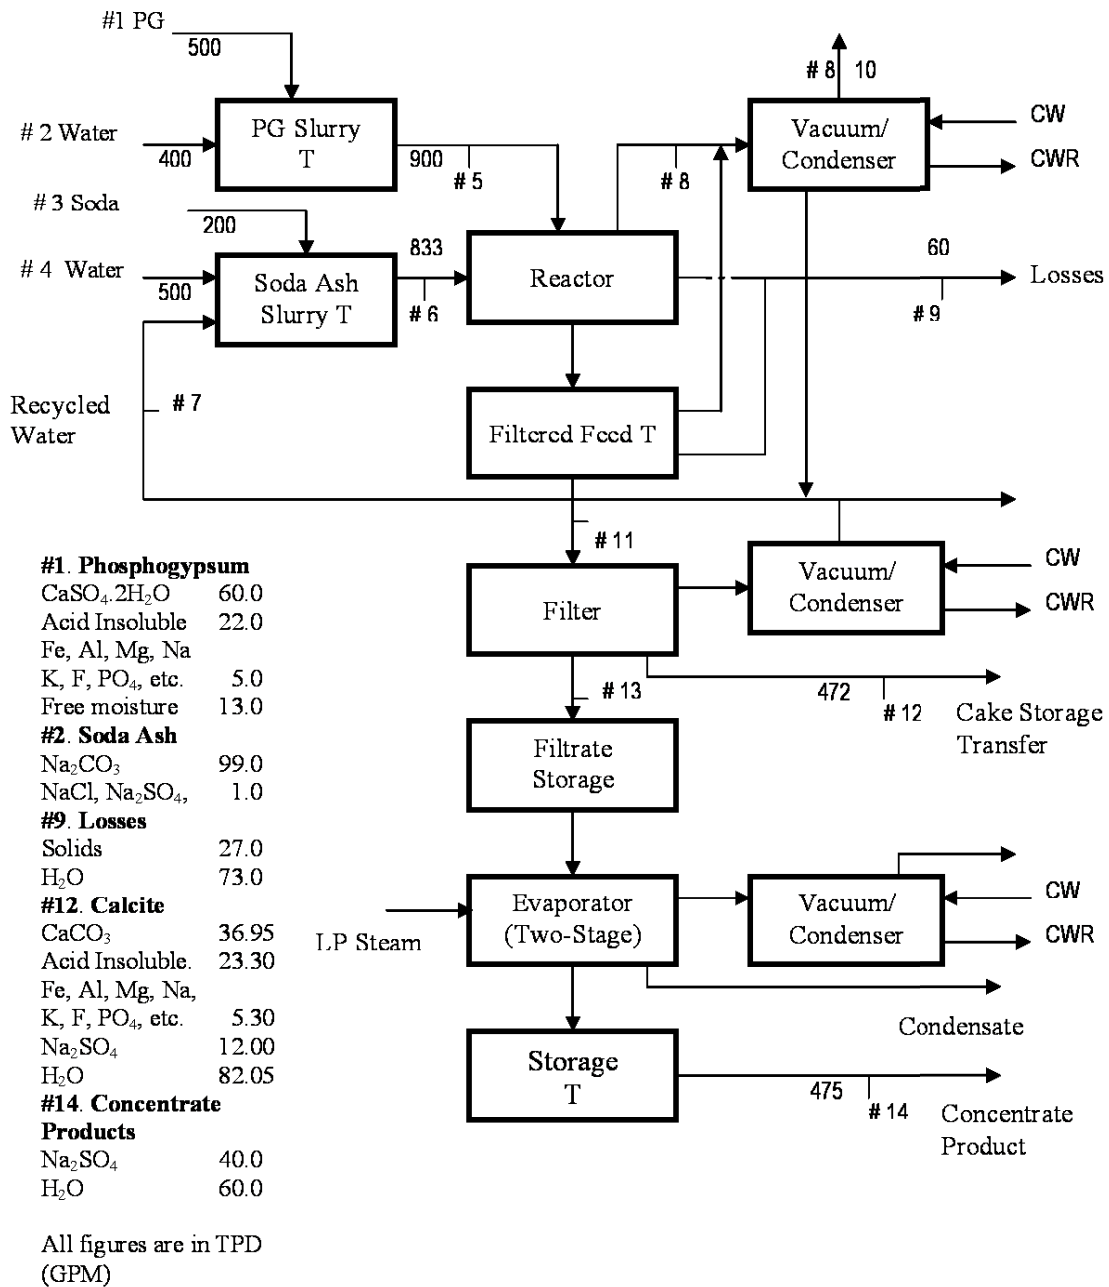 #1 PG
500
# 8 10
# 2 Water
400
PG Slurry
T
900
# 5
# 8
Vacuum/
Condenser
CW
CWR
# 3 Soda
200
# 4 Water
500
Soda Ash
Slurry T
833
# 6
Reactor
60
# 9
Losses
Recycled
Water
# 7
Filtered Feed T
# 11
#1. Phosphogypsum
CaSO₄.2H₂O 60.0
Acid Insoluble 22.0
Fe, Al, Mg, Na
K, F, PO₄, etc. 5.0
Free moisture 13.0
#2. Soda Ash
Na₂CO₃ 99.0
NaCl, Na₂SO₄, 1.0
#9. Losses
Solids 27.0
H₂O 73.0
#12. Calcite
CaCO₃ 36.95
Acid Insoluble. 23.30
Fe, Al, Mg, Na,
K, F, PO₄, etc. 5.30
Na₂SO₄ 12.00
H₂O 82.05
#14. Concentrate
Products
Na₂SO₄ 40.0
H₂O 60.0
All figures are in TPD
(GPM)
Filter
Vacuum/
Condenser
CW
CWR
# 13
472
# 12
Cake Storage
Transfer
Filtrate
Storage
LP Steam
Evaporator
(Two-Stage)
Vacuum/
Condenser
CW
CWR
Condensate
Storage
T
475
# 14
Concentrate
Product